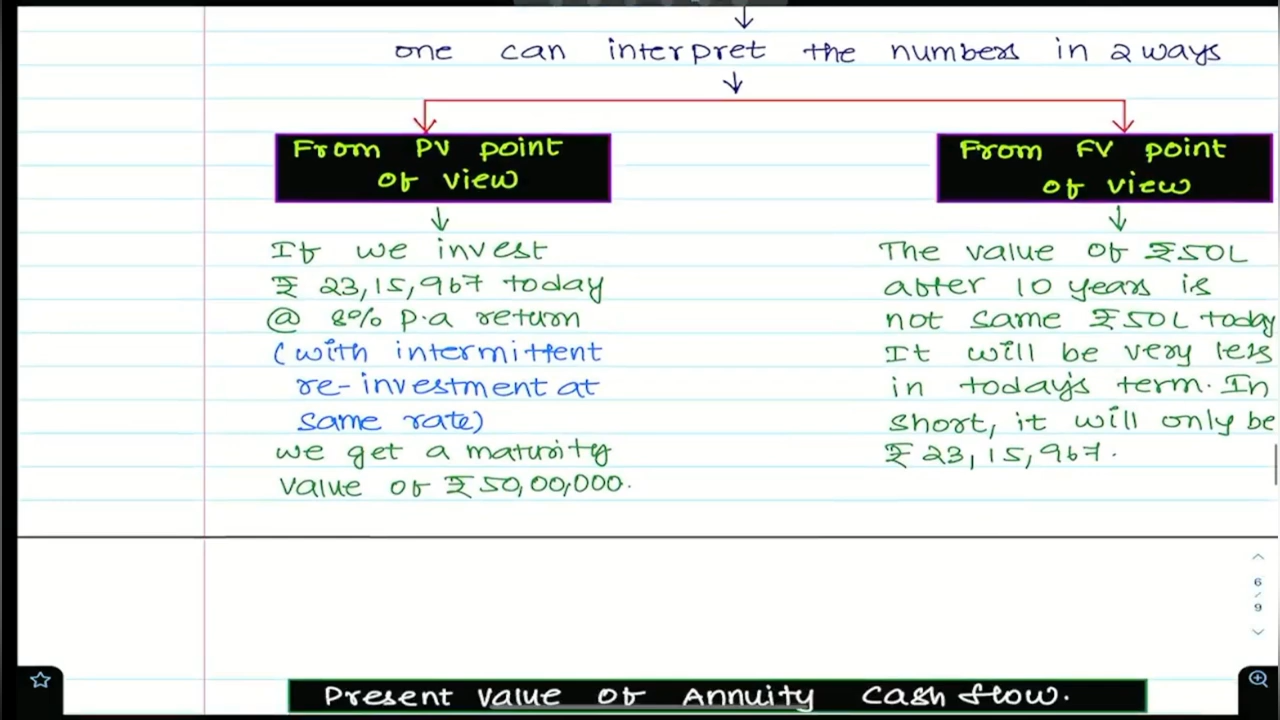 one can interpret the numbers in 2 ways
From PV point
of view
If we invest
₹ 23,15,967 today
@ 8% p.a return
(with intermittent
re-investment at
same rate)
we get a maturity
value of ₹50,00,000.
From FV point
of view
The value of ₹50L
after 10 years is
not same ₹50L today
It will be very less
in today's term. In
short, it will only be
₹23,15,967.
6
/
9
Present value of Annuity cash flow.